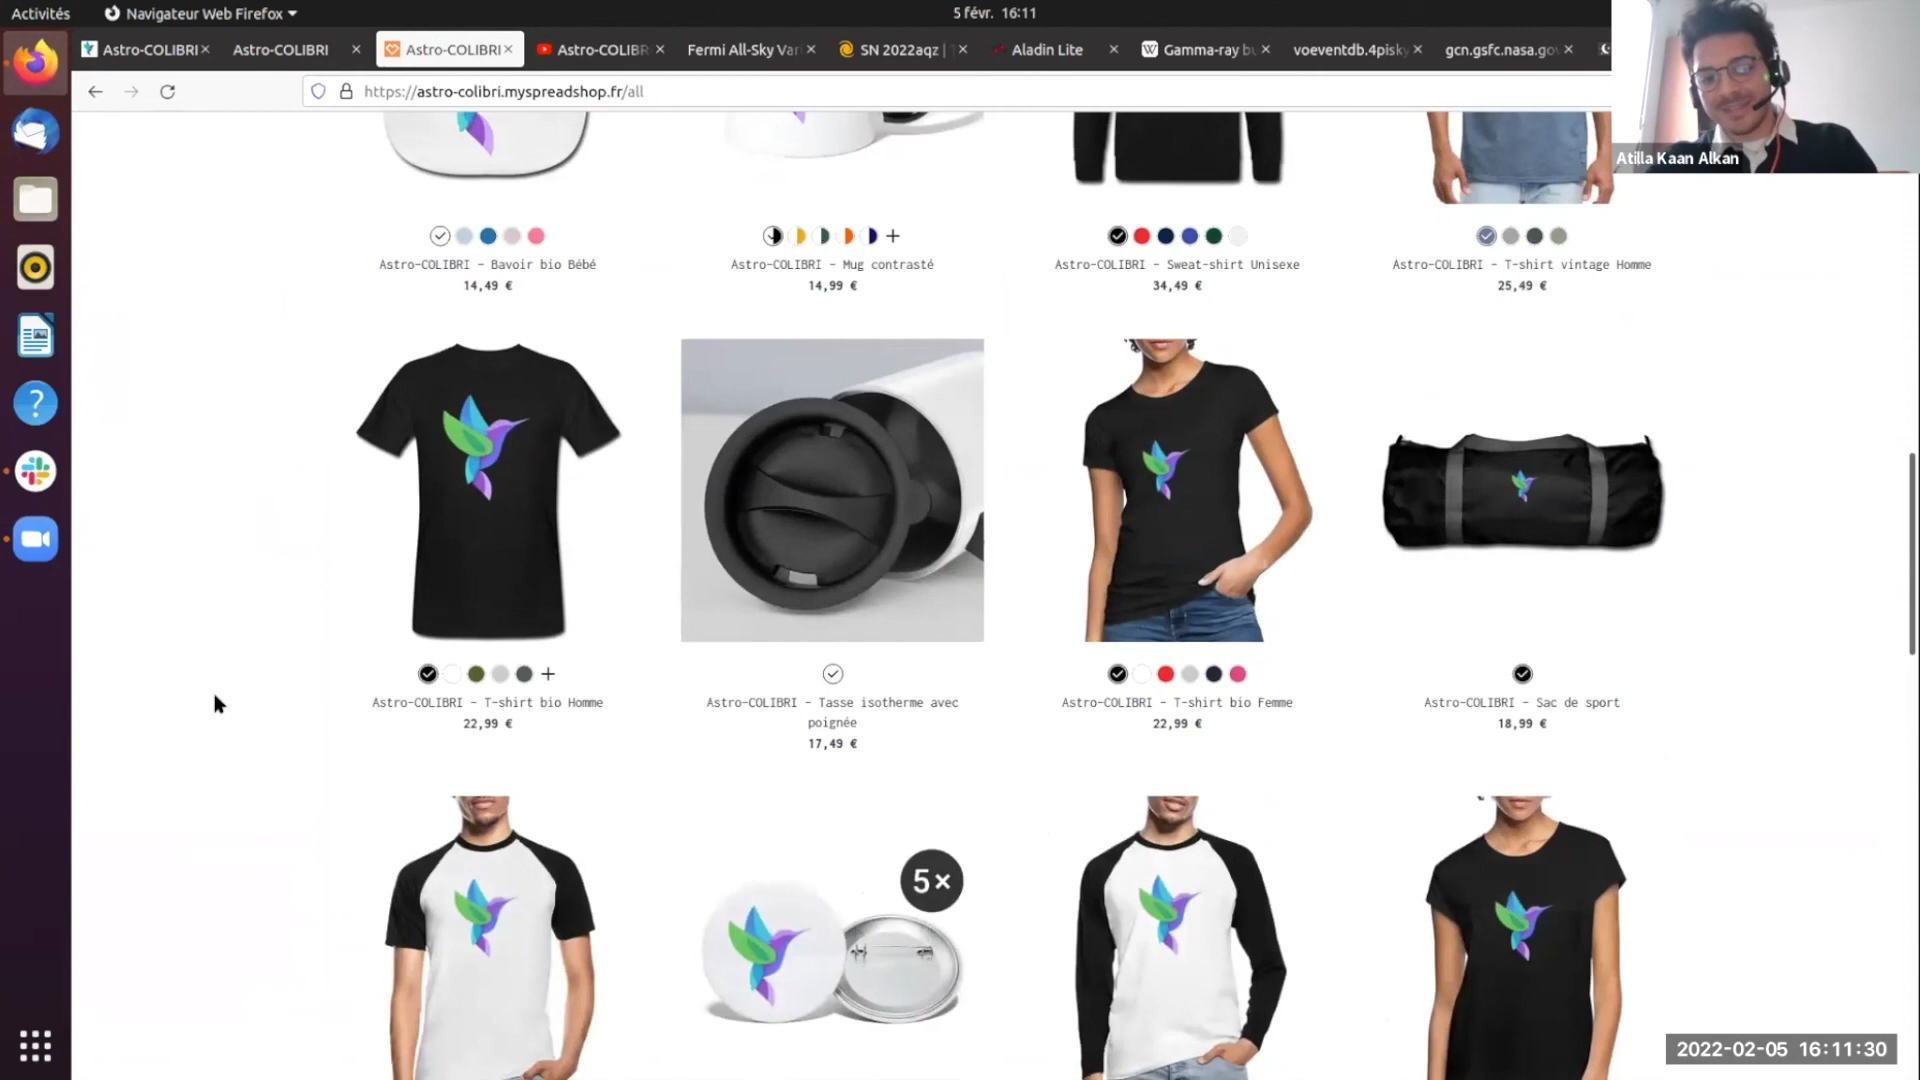 Activités
Navigateur Web Firefox
5 févr. 16:11
Astro-COLIBRI
Astro-COLIBRI
Astro-COLIBRI
Astro-COLIBR
Fermi All-Sky Var
SN 2022aqz |
Aladin Lite
Gamma-ray bu
voeventdb.4pisky
gcn.gsfc.nasa.gov
https://astro-colibri.myspreadshop.fr/all
Atilla Kaan Alkan
Astro-COLIBRI - Bavoir bio Bébé
14,49 €
Astro-COLIBRI - Mug contrasté
14,99 €
Astro-COLIBRI - Sweat-shirt Unisexe
34,49 €
Astro-COLIBRI - T-shirt vintage Homme
25,49 €
Astro-COLIBRI - T-shirt bio Homme
22,99 €
Astro-COLIBRI - Tasse isotherme avec
poignée
17,49 €
Astro-COLIBRI - T-shirt bio Femme
22,99 €
Astro-COLIBRI - Sac de sport
18,99 €
5×
2022-02-05 16:11:30